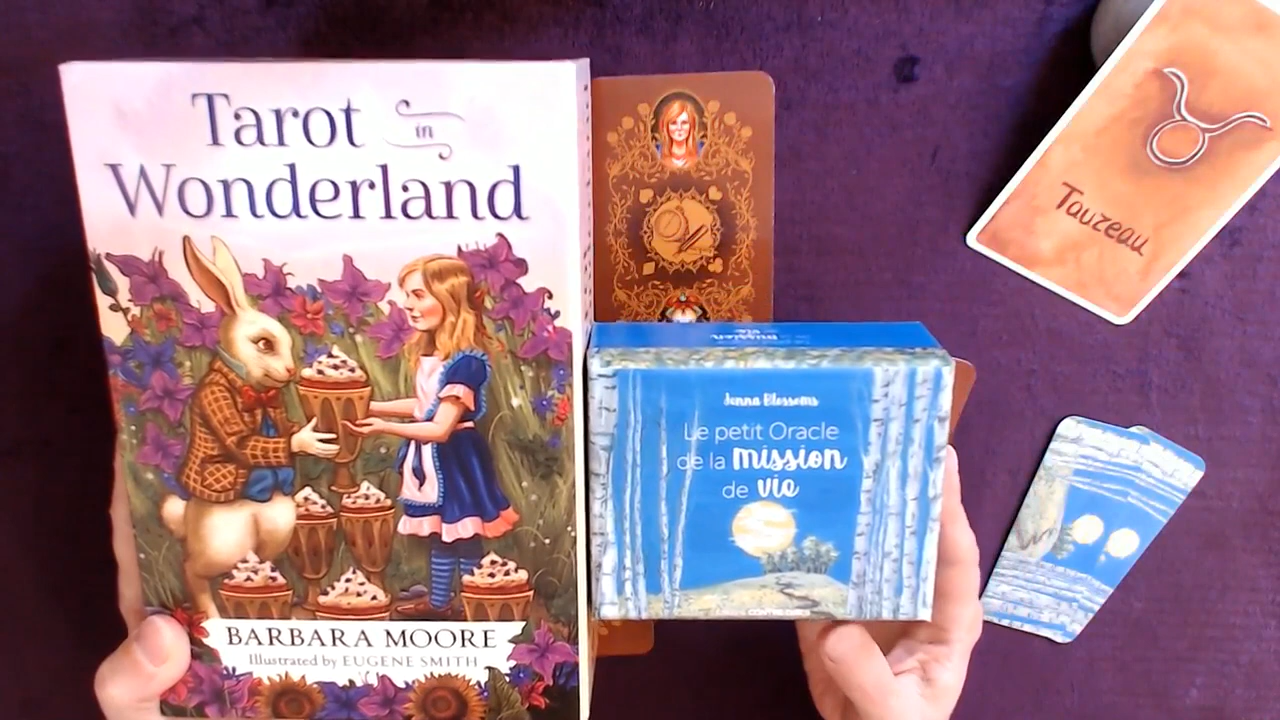 Tarot in
Wonderland
BARBARA MOORE
Illustrated by EUGENE SMITH
Jenna Blossoms
Le petit Oracle
de la mission
de vie
Taureau